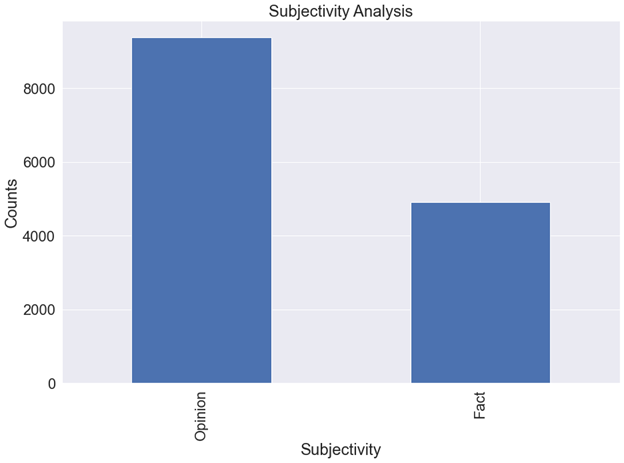 Subjectivity Analysis
8000
6000
4000
2000
0
Counts
Opinion
Fact
Subjectivity